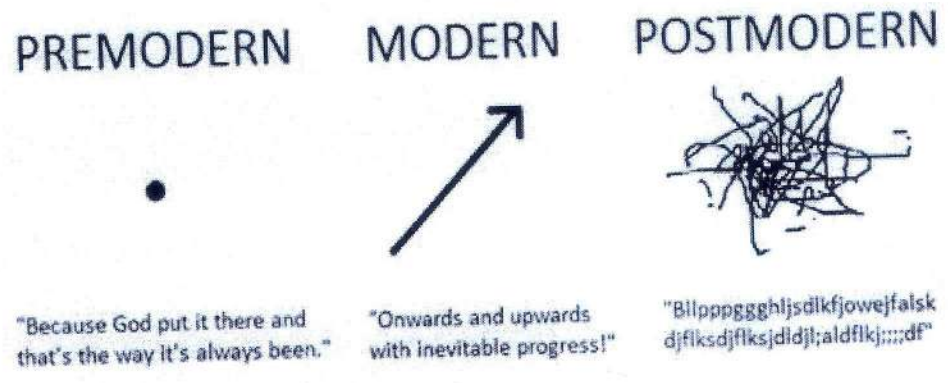 PREMODERN
MODERN
POSTMODERN
"Because God put it there and
that's the way it's always been."
"Onwards and upwards
with inevitable progress!"
"Bilpppggghljsdlkfjowejfalsk
djflksdjflksjdldjl;aldflkj;;;;df"